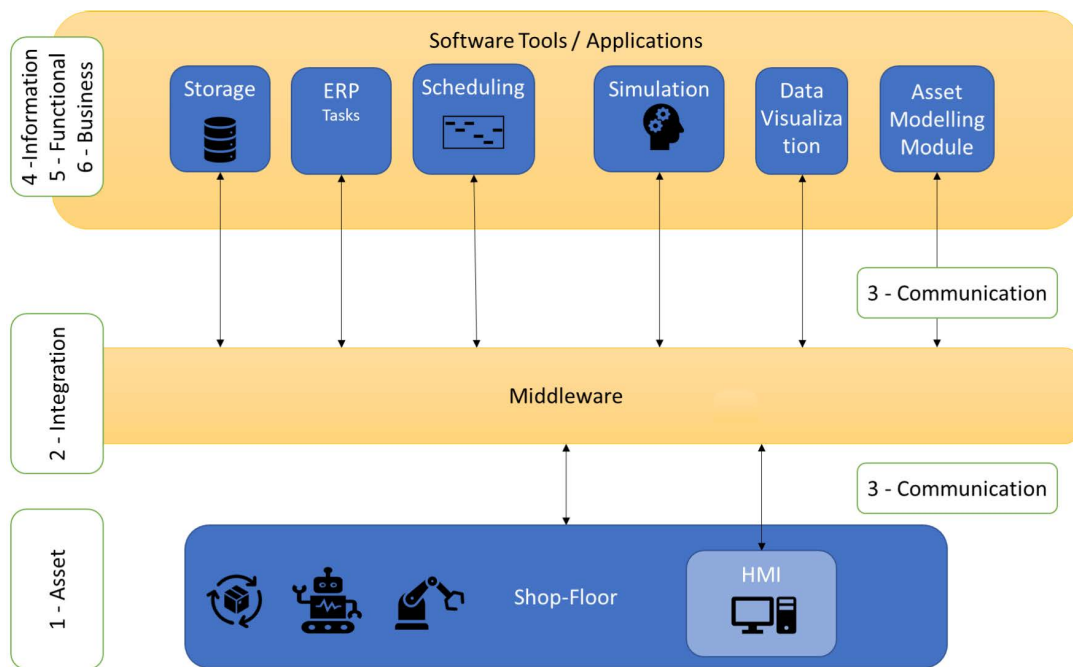 Software Tools / Applications
4 -Information
5 - Functional
6 - Business
Storage
ERP
Tasks
Scheduling
Simulation
Data
Visualiza
tion
Asset
Modelling
Module
3 - Communication
2 - Integration
Middleware
3 - Communication
1 - Asset
Shop-Floor
HMI